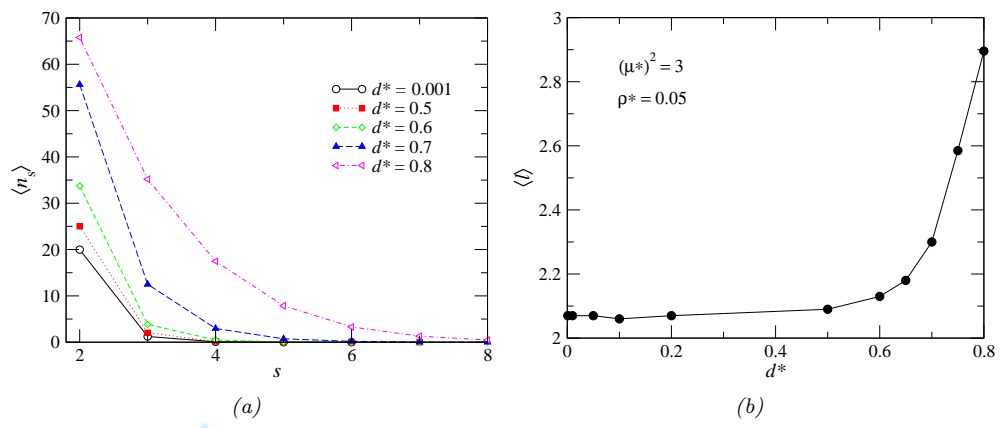 70
60
50
40
30
20
10
0
⟨n_s⟩
d* = 0.001
d* = 0.5
d* = 0.6
d* = 0.7
d* = 0.8
2 4 6 8
s
(a)
3
2.8
2.6
2.4
2.2
2
⟨l⟩
(μ*)² = 3
ρ* = 0.05
0 0.2 0.4 0.6 0.8
d*
(b)